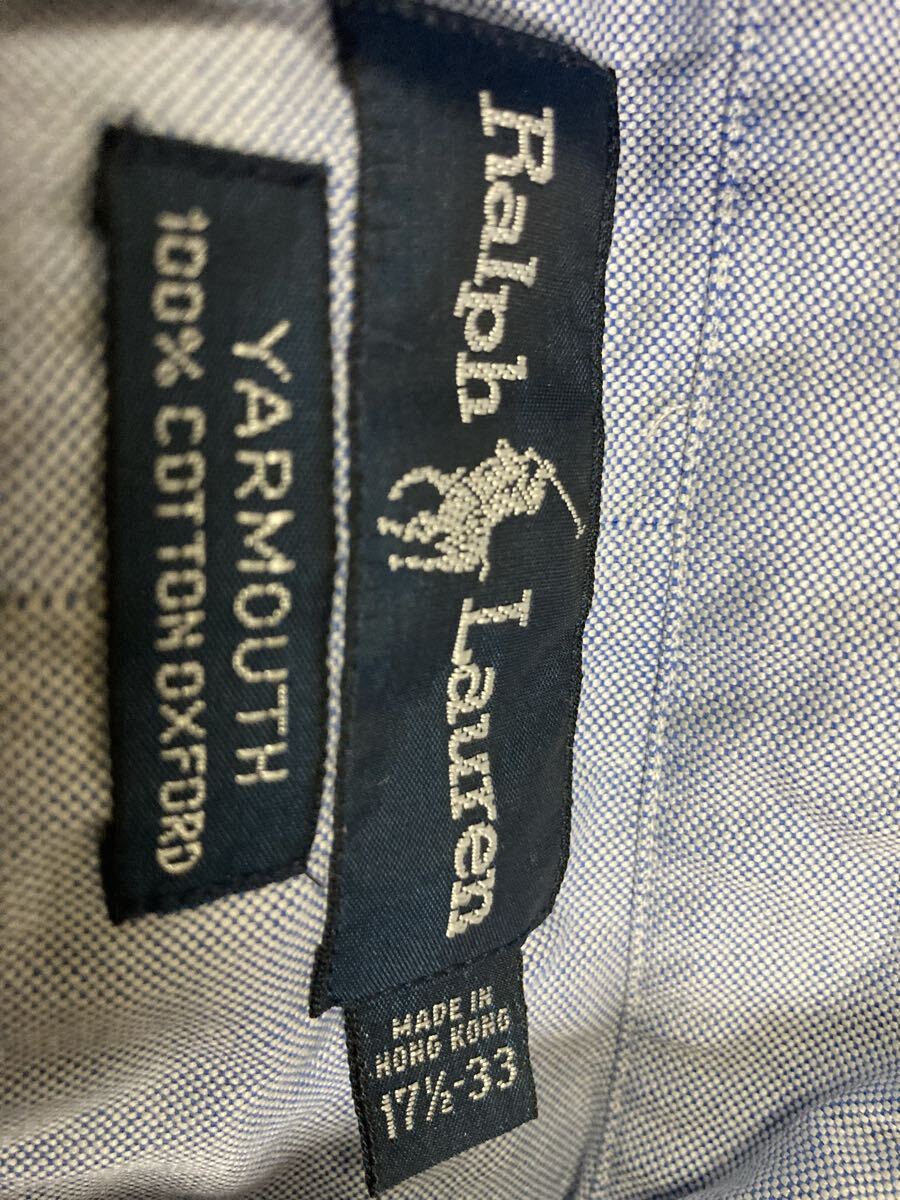 Ralph Lauren
YARMOUTH
100% COTTON OXFORD
MADE IN
HONG KONG
17½-33